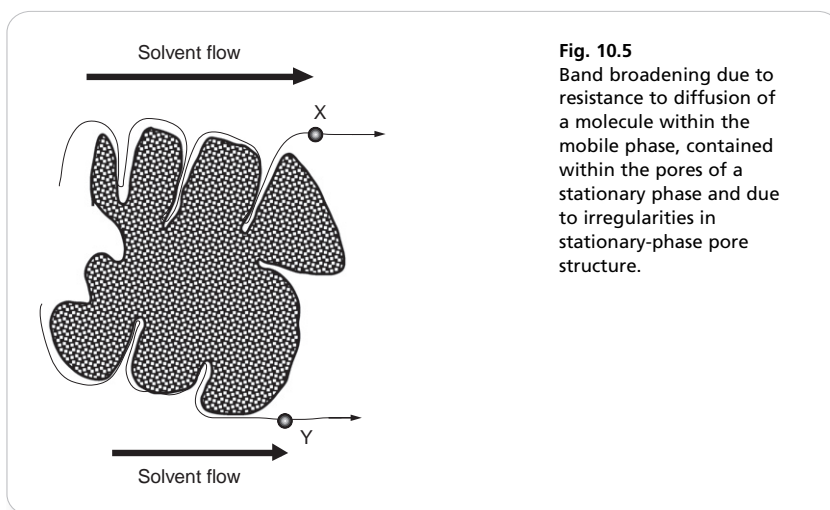 Solvent flow
X
Y
Solvent flow
Fig. 10.5
Band broadening due to
resistance to diffusion of
a molecule within the
mobile phase, contained
within the pores of a
stationary phase and due
to irregularities in
stationary-phase pore
structure.